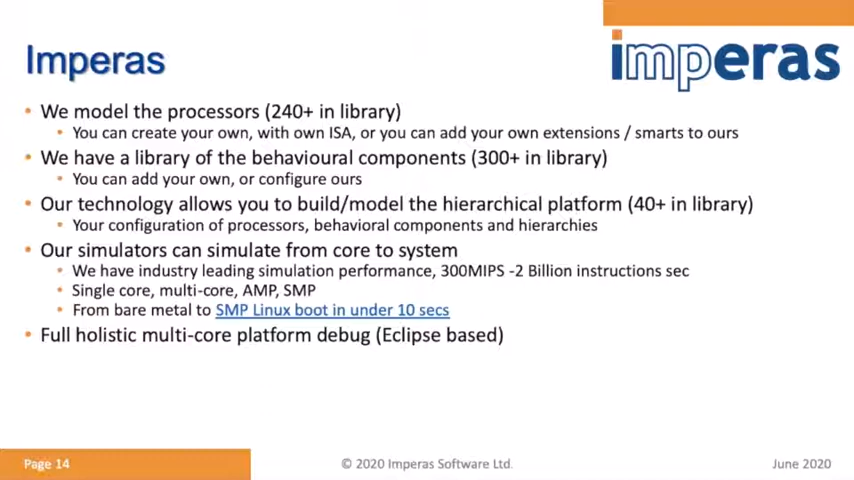 Imperas
imperas
• We model the processors (240+ in library)
• You can create your own, with own ISA, or you can add your own extensions / smarts to ours
• We have a library of the behavioural components (300+ in library)
• You can add your own, or configure ours
• Our technology allows you to build/model the hierarchical platform (40+ in library)
• Your configuration of processors, behavioral components and hierarchies
• Our simulators can simulate from core to system
• We have industry leading simulation performance, 300MIPS -2 Billion instructions sec
• Single core, multi-core, AMP, SMP
• From bare metal to SMP Linux boot in under 10 secs
• Full holistic multi-core platform debug (Eclipse based)
Page 14
© 2020 Imperas Software Ltd.
June 2020